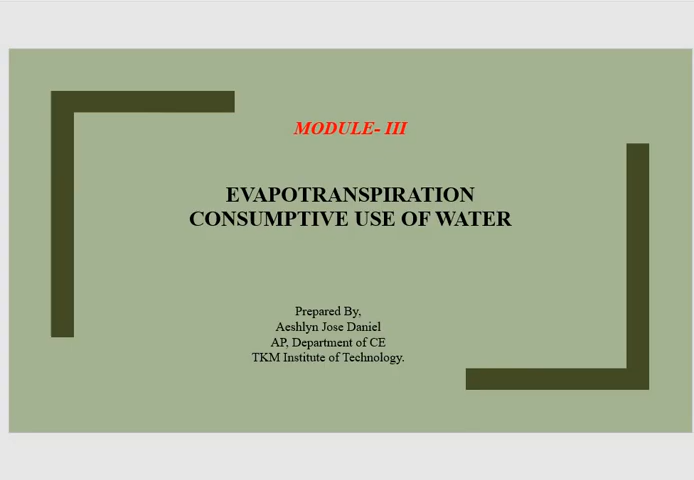 MODULE- III
EVAPOTRANSPIRATION
CONSUMPTIVE USE OF WATER
Prepared By,
Aeshlyn Jose Daniel
AP, Department of CE
TKM Institute of Technology.